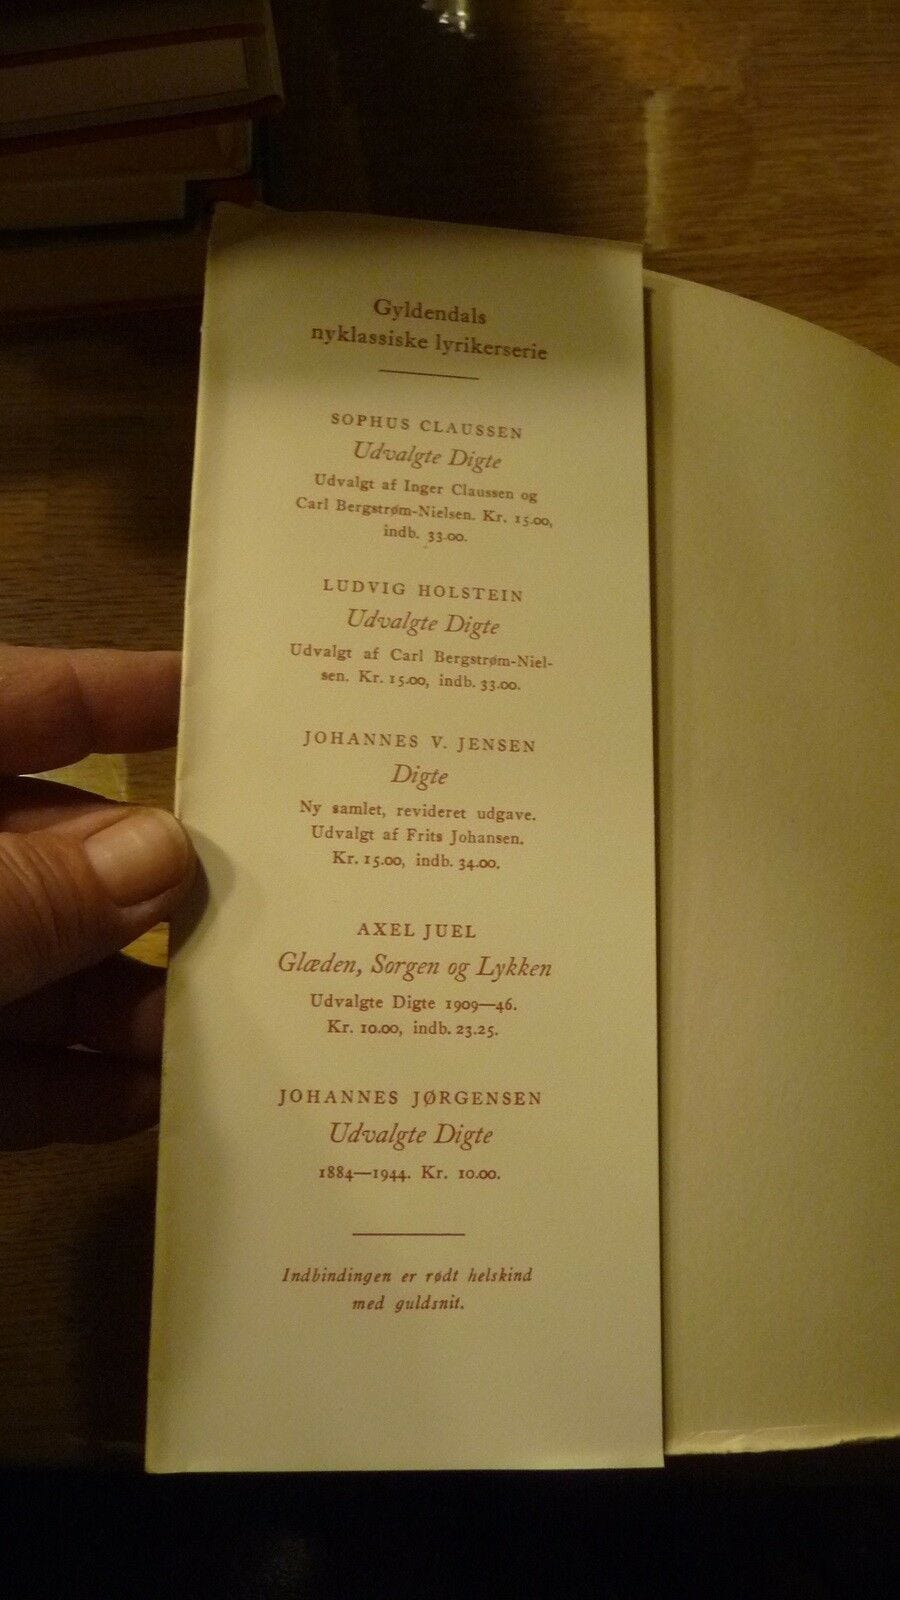 Gyldendals
nyklassiske lyrikerserie
SOPHUS CLAUSSEN
Udvalgte Digte
Udvalgt af Inger Claussen og
Carl Bergstrøm-Nielsen. Kr. 15.00,
indb. 33.00.
LUDVIG HOLSTEIN
Udvalgte Digte
Udvalgt af Carl Bergstrøm-Niel-
sen. Kr. 15.00, indb. 33.00.
JOHANNES V. JENSEN
Digte
Ny samlet, revideret udgave.
Udvalgt af Frits Johansen.
Kr. 15.00, indb. 34.00.
AXEL JUEL
Glæden, Sorgen og Lykken
Udvalgte Digte 1909—46.
Kr. 10.00, indb. 23.25.
JOHANNES JØRGENSEN
Udvalgte Digte
1884—1944. Kr. 10.00.
Indbindingen er rødt helskind
med guldsnit.